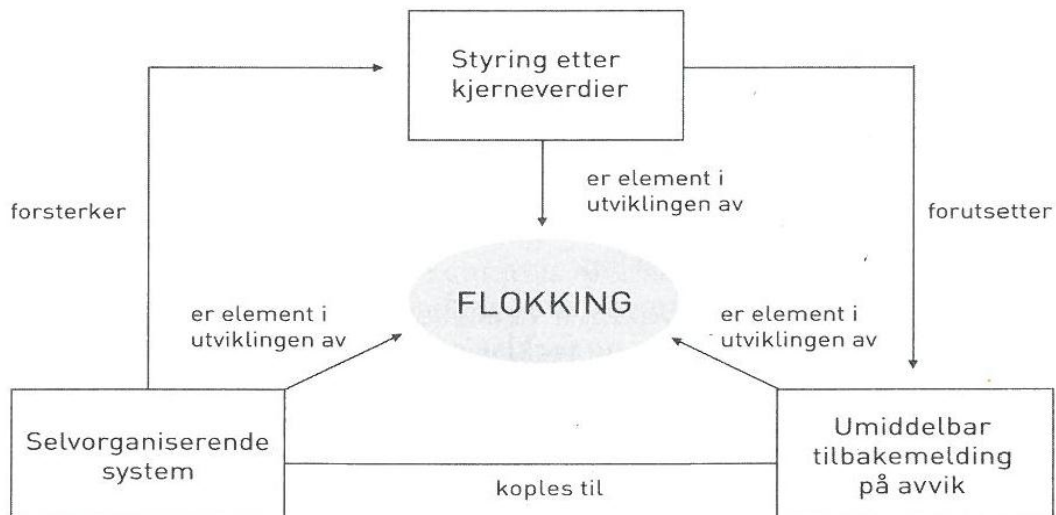 Styring etter
kjerneverdier
er element i
utviklingen av
forsterker
forutsetter
FLOKKING
er element i
utviklingen av
er element i
utviklingen av
Selvorganiserende
system
koples til
Umiddelbar
tilbakemelding
på avvik